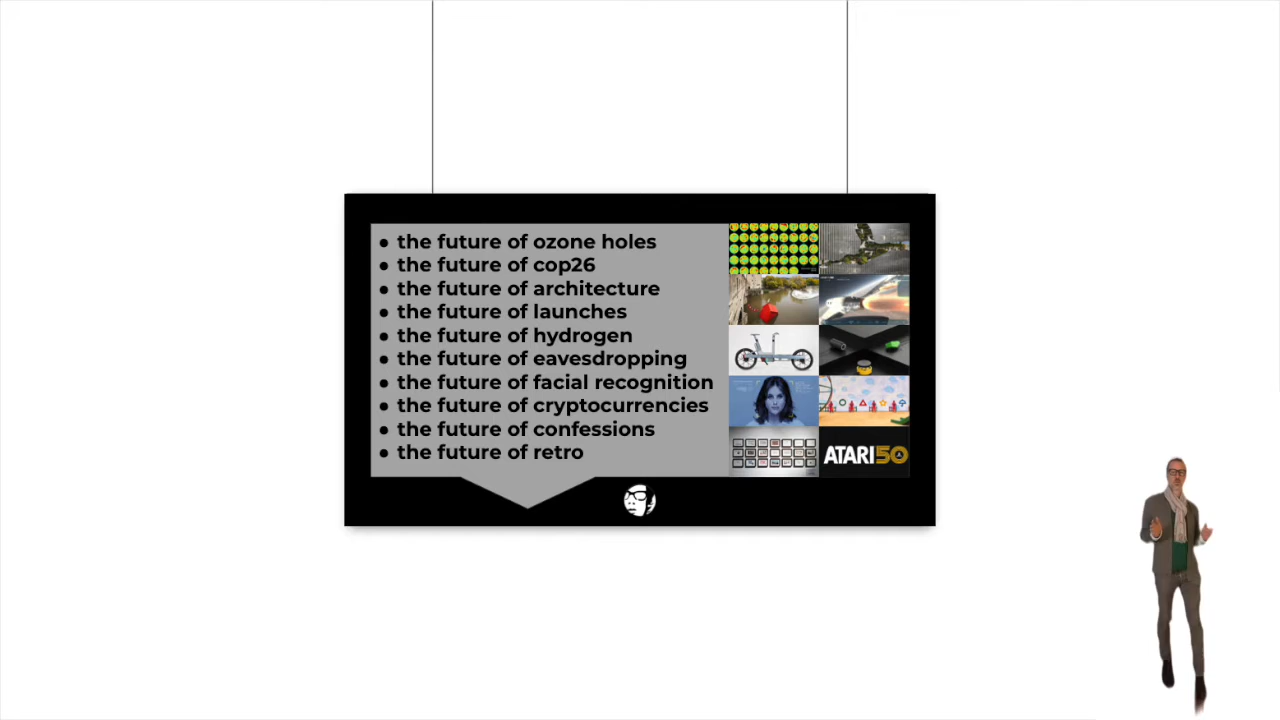 ● the future of ozone holes
● the future of cop26
● the future of architecture
● the future of launches
● the future of hydrogen
● the future of eavesdropping
● the future of facial recognition
● the future of cryptocurrencies
● the future of confessions
● the future of retro
ATARI50